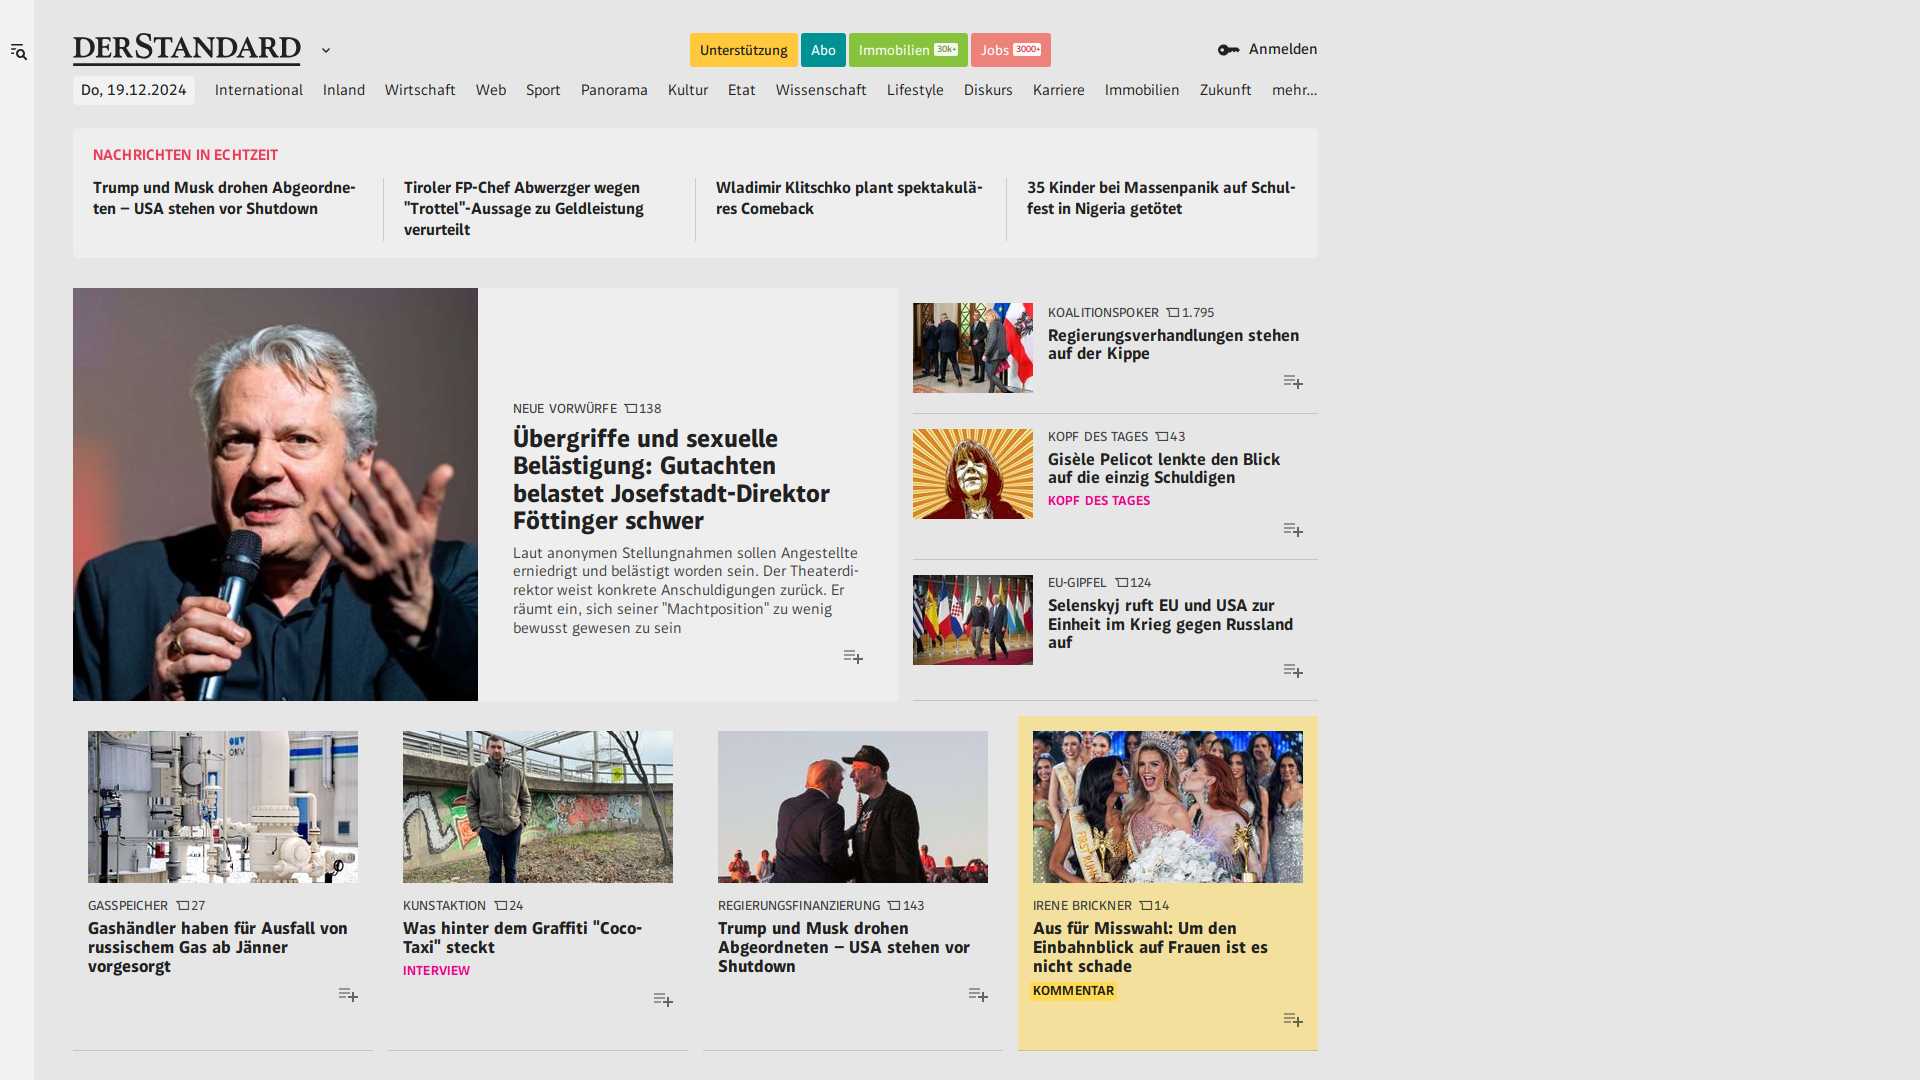 DERSTANDARD
Unterstützung
Abo
Immobilien 30k+
Jobs 3000+
Anmelden
Do, 19.12.2024
International
Inland
Wirtschaft
Web
Sport
Panorama
Kultur
Etat
Wissenschaft
Lifestyle
Diskurs
Karriere
Immobilien
Zukunft
mehr...
NACHRICHTEN IN ECHTZEIT
Trump und Musk drohen Abgeordne-
ten – USA stehen vor Shutdown
Tiroler FP-Chef Abwerzger wegen
"Trottel"-Aussage zu Geldleistung
verurteilt
Wladimir Klitschko plant spektakulä-
res Comeback
35 Kinder bei Massenpanik auf Schul-
fest in Nigeria getötet
NEUE VORWÜRFE 138
Übergriffe und sexuelle
Belästigung: Gutachten
belastet Josefstadt-Direktor
Föttinger schwer
Laut anonymen Stellungnahmen sollen Angestellte
erniedrigt und belästigt worden sein. Der Theaterdi-
rektor weist konkrete Anschuldigungen zurück. Er
räumt ein, sich seiner "Machtposition" zu wenig
bewusst gewesen zu sein
KOALITIONSPOKER 1.795
Regierungsverhandlungen stehen
auf der Kippe
KOPF DES TAGES 43
Gisèle Pelicot lenkte den Blick
auf die einzig Schuldigen
KOPF DES TAGES
EU-GIPFEL 124
Selenskyj ruft EU und USA zur
Einheit im Krieg gegen Russland
auf
OMV
GASSPEICHER 27
Gashändler haben für Ausfall von
russischem Gas ab Jänner
vorgesorgt
KUNSTAKTION 24
Was hinter dem Graffiti "Coco-
Taxi" steckt
INTERVIEW
REGIERUNGSFINANZIERUNG 143
Trump und Musk drohen
Abgeordneten – USA stehen vor
Shutdown
IRENE BRICKNER 14
Aus für Misswahl: Um den
Einbahnblick auf Frauen ist es
nicht schade
KOMMENTAR